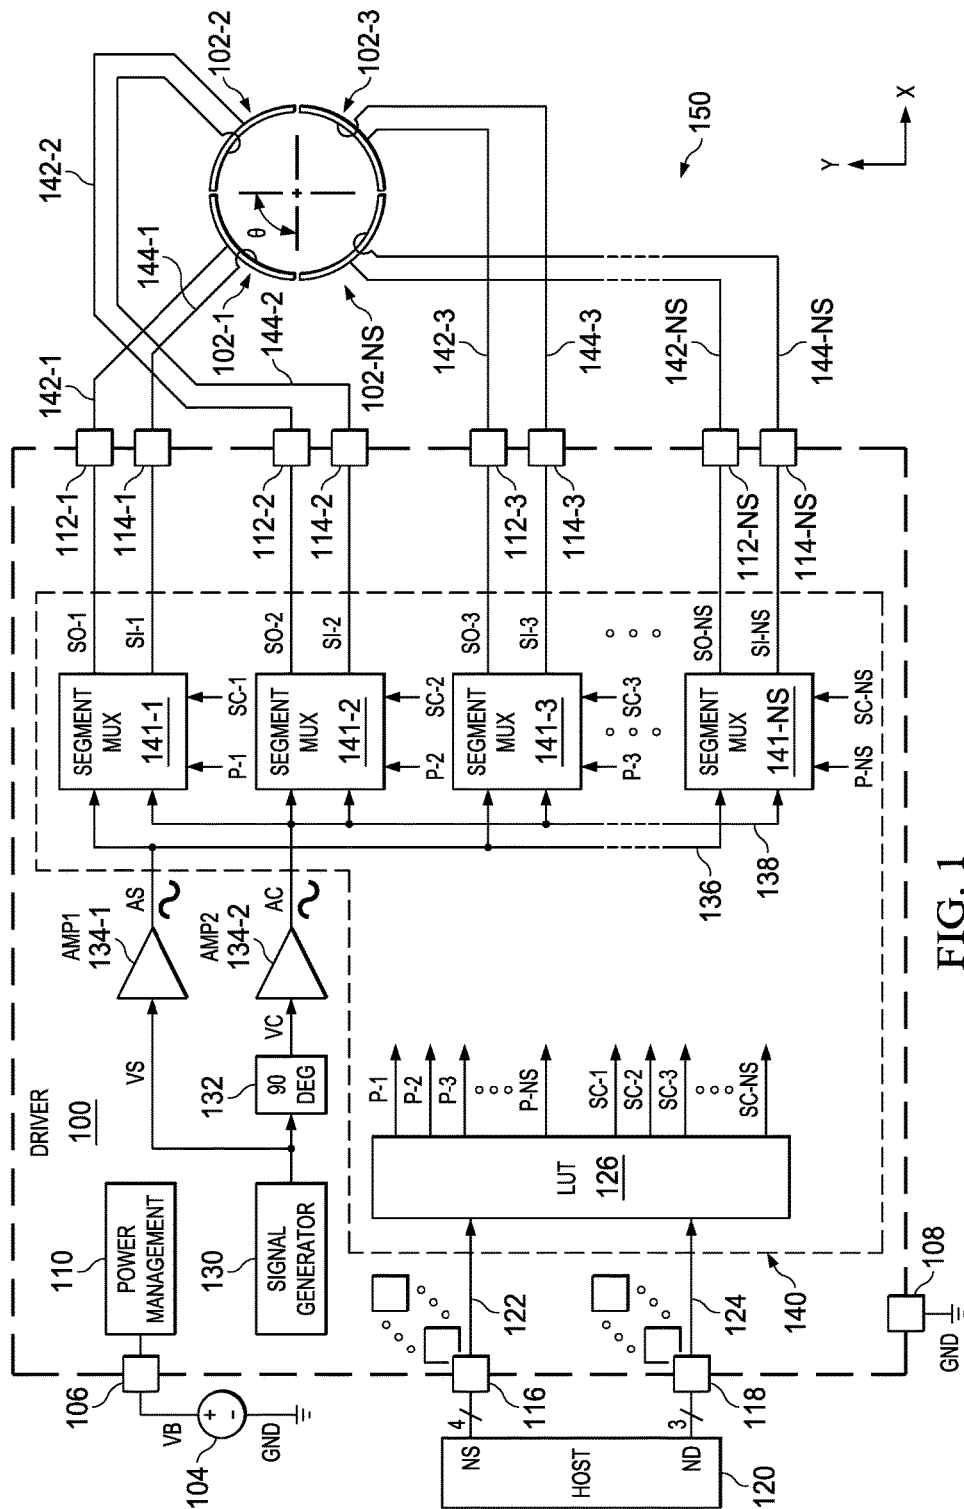 DRIVER
100
110
POWER
MANAGEMENT
106
VB
104
+
-
GND
130
SIGNAL
GENERATOR
132
90
DEG
VS
VC
AMP1
134-1
AMP2
134-2
AS
AC
SEGMENT
MUX
141-1
P-1
SC-1
SO-1
SI-1
112-1
114-1
142-1
144-1
SEGMENT
MUX
141-2
P-2
SC-2
SO-2
SI-2
112-2
114-2
142-2
144-2
SEGMENT
MUX
141-3
P-3
SC-3
SO-3
SI-3
112-3
114-3
142-3
144-3
SEGMENT
MUX
141-NS
P-NS
SC-NS
SO-NS
SI-NS
112-NS
114-NS
142-NS
144-NS
136
138
102-1
102-2
102-3
102-NS
θ
150
Y
X
HOST
120
NS
4
116
122
ND
3
118
124
LUT
126
P-1
P-2
P-3
P-NS
SC-1
SC-2
SC-3
SC-NS
140
108
GND
FIG. 1